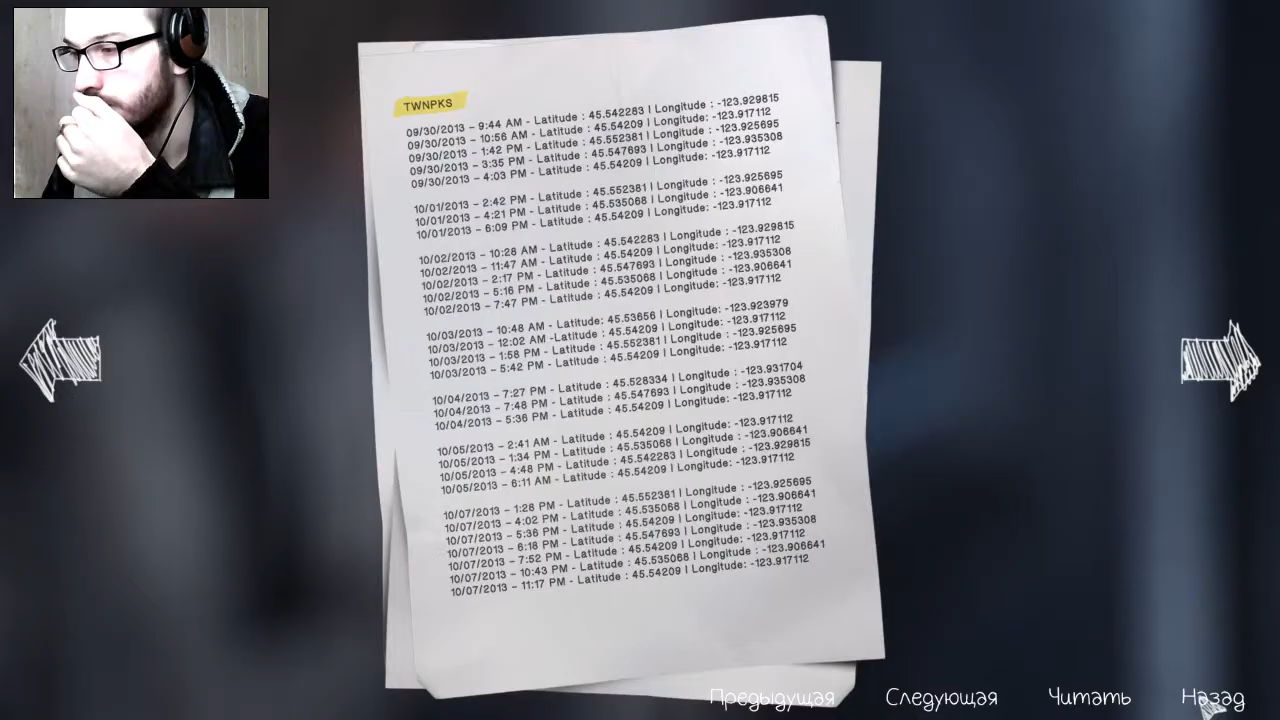 TWNPKS
09/30/2013 - 9:44 AM - Latitude : 45.542283 | Longitude : -123.929815
09/30/2013 - 10:56 AM - Latitude : 45.54209 | Longitude: -123.917112
09/30/2013 - 1:42 PM - Latitude : 45.552381 | Longitude : -123.925695
09/30/2013 - 3:35 PM - Latitude : 45.547693 | Longitude : -123.935308
09/30/2013 - 4:03 PM - Latitude : 45.54209 | Longitude: -123.917112
10/01/2013 - 2:42 PM - Latitude : 45.552381 | Longitude : -123.925695
10/01/2013 - 4:21 PM - Latitude : 45.535068 | Longitude : -123.906641
10/01/2013 - 6:09 PM - Latitude : 45.54209 | Longitude: -123.917112
10/02/2013 - 10:28 AM - Latitude : 45.542283 | Longitude : -123.929815
10/02/2013 - 11:47 AM - Latitude : 45.54209 | Longitude: -123.917112
10/02/2013 - 2:17 PM - Latitude : 45.547693 | Longitude : -123.935308
10/02/2013 - 5:16 PM - Latitude : 45.535068 | Longitude : -123.906641
10/02/2013 - 7:47 PM - Latitude : 45.54209 | Longitude: -123.917112
10/03/2013 - 10:48 AM - Latitude: 45.53656 | Longitude: -123.923979
10/03/2013 - 12:02 AM -Latitude : 45.54209 | Longitude: -123.917112
10/03/2013 - 1:58 PM - Latitude : 45.552381 | Longitude : -123.925695
10/03/2013 - 5:42 PM - Latitude : 45.54209 | Longitude: -123.917112
10/04/2013 - 7:27 PM - Latitude : 45.528334 | Longitude : -123.931704
10/04/2013 - 7:48 PM - Latitude : 45.547693 | Longitude : -123.935308
10/04/2013 - 5:36 PM - Latitude : 45.54209 | Longitude: -123.917112
10/05/2013 - 2:41 AM - Latitude : 45.54209 | Longitude: -123.917112
10/05/2013 - 1:34 PM - Latitude : 45.535068 | Longitude : -123.906641
10/05/2013 - 4:48 PM - Latitude : 45.542283 | Longitude : -123.929815
10/05/2013 - 6:11 AM - Latitude : 45.54209 | Longitude: -123.917112
10/07/2013 - 1:28 PM - Latitude : 45.552381 | Longitude : -123.925695
10/07/2013 - 4:02 PM - Latitude : 45.535068 | Longitude : -123.906641
10/07/2013 - 5:36 PM - Latitude : 45.54209 | Longitude: -123.917112
10/07/2013 - 6:18 PM - Latitude : 45.547693 | Longitude : -123.935308
10/07/2013 - 7:52 PM - Latitude : 45.54209 | Longitude: -123.917112
10/07/2013 - 10:43 PM - Latitude : 45.535068 | Longitude : -123.906641
10/07/2013 - 11:17 PM - Latitude : 45.54209 | Longitude: -123.917112
Предыдущая Следующая Читать Назад